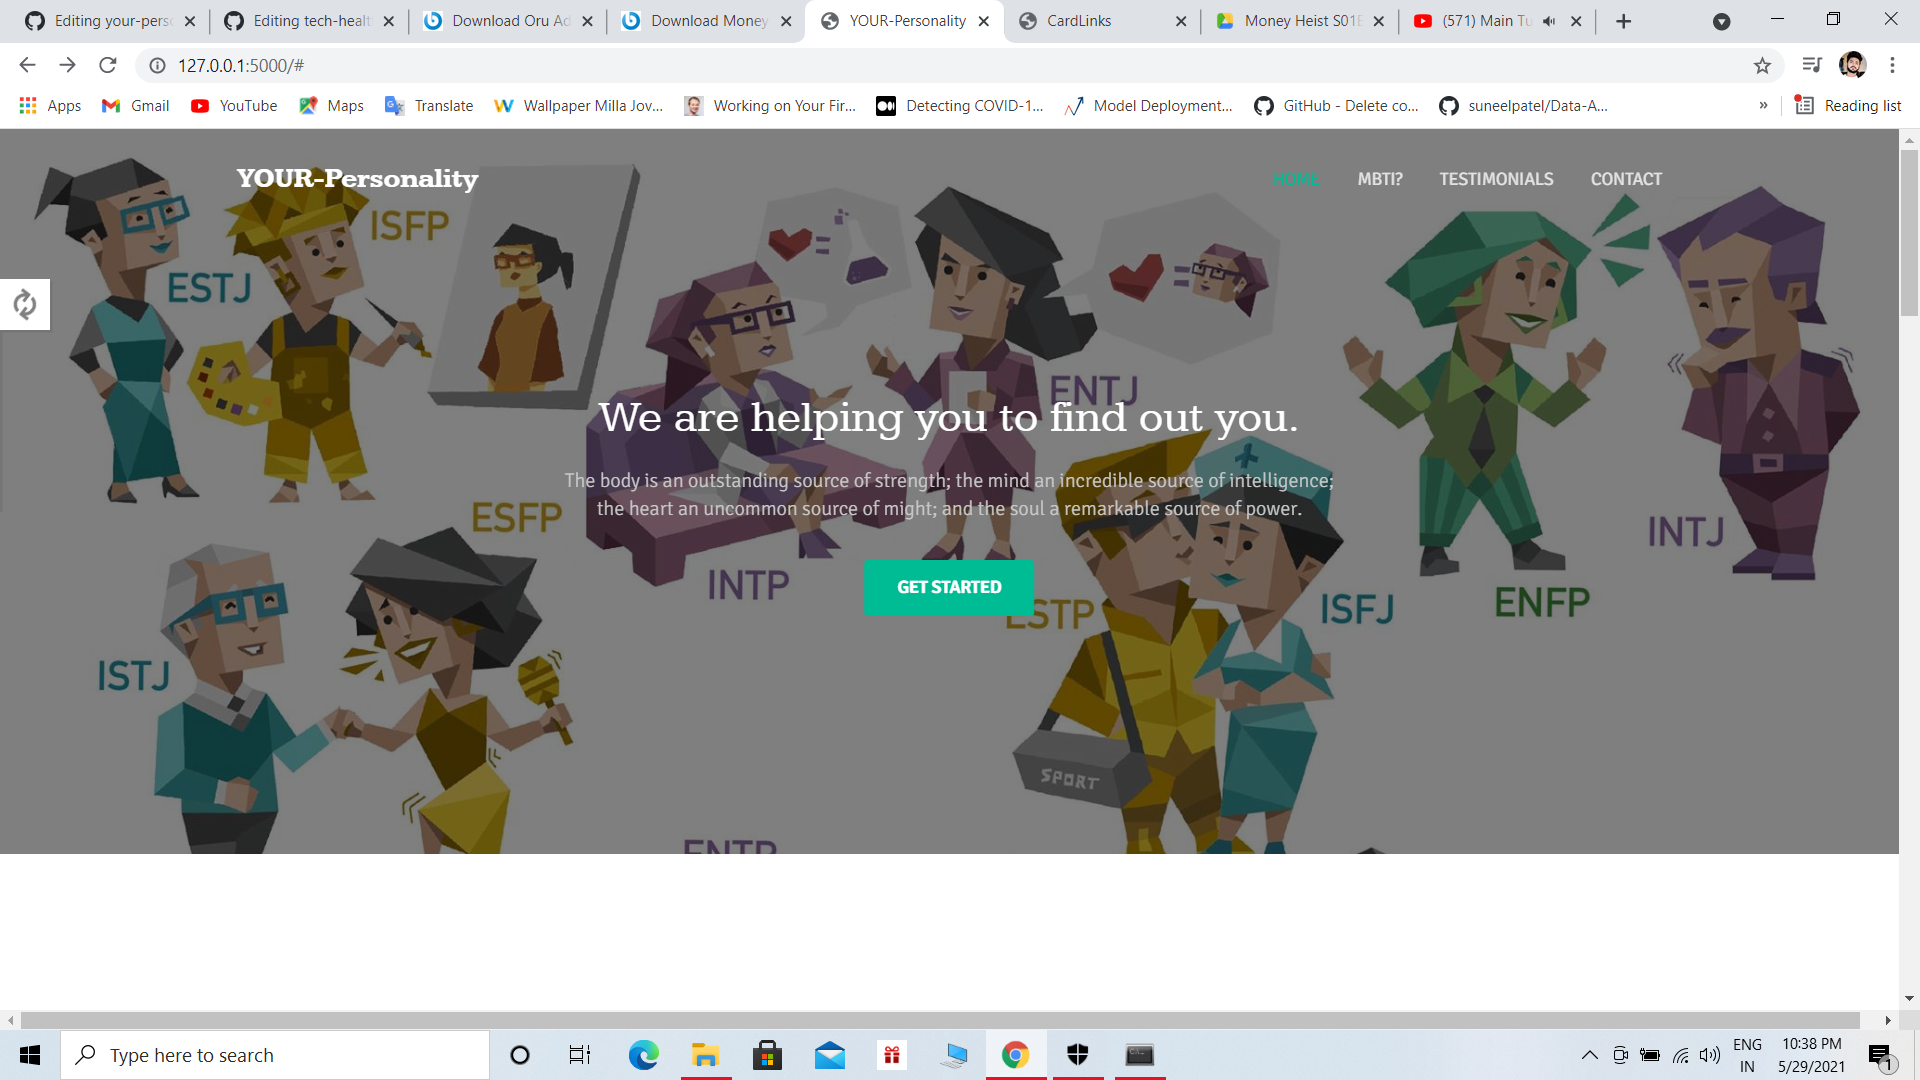 Editing your-pers
Editing tech-healt
Download Oru Ad
Download Money
YOUR-Personality
CardLinks
Money Heist S01E
(571) Main Tu
127.0.0.1:5000/#
Apps
Gmail
YouTube
Maps
Translate
Wallpaper Milla Jov...
Working on Your Fir...
Detecting COVID-1...
Model Deployment...
GitHub - Delete co...
suneelpatel/Data-A...
»
Reading list
YOUR-Personality
HOME
MBTI?
TESTIMONIALS
CONTACT
ISFP
ESTJ
ENTJ
We are helping you to find out you.
The body is an outstanding source of strength; the mind an incredible source of intelligence;
the heart an uncommon source of might; and the soul a remarkable source of power.
ESFP
INTJ
INTP
GET STARTED
ESTP
ISFJ
ENFP
ISTJ
SPORT
ENTP
Type here to search
ENG
IN
10:38 PM
5/29/2021
1